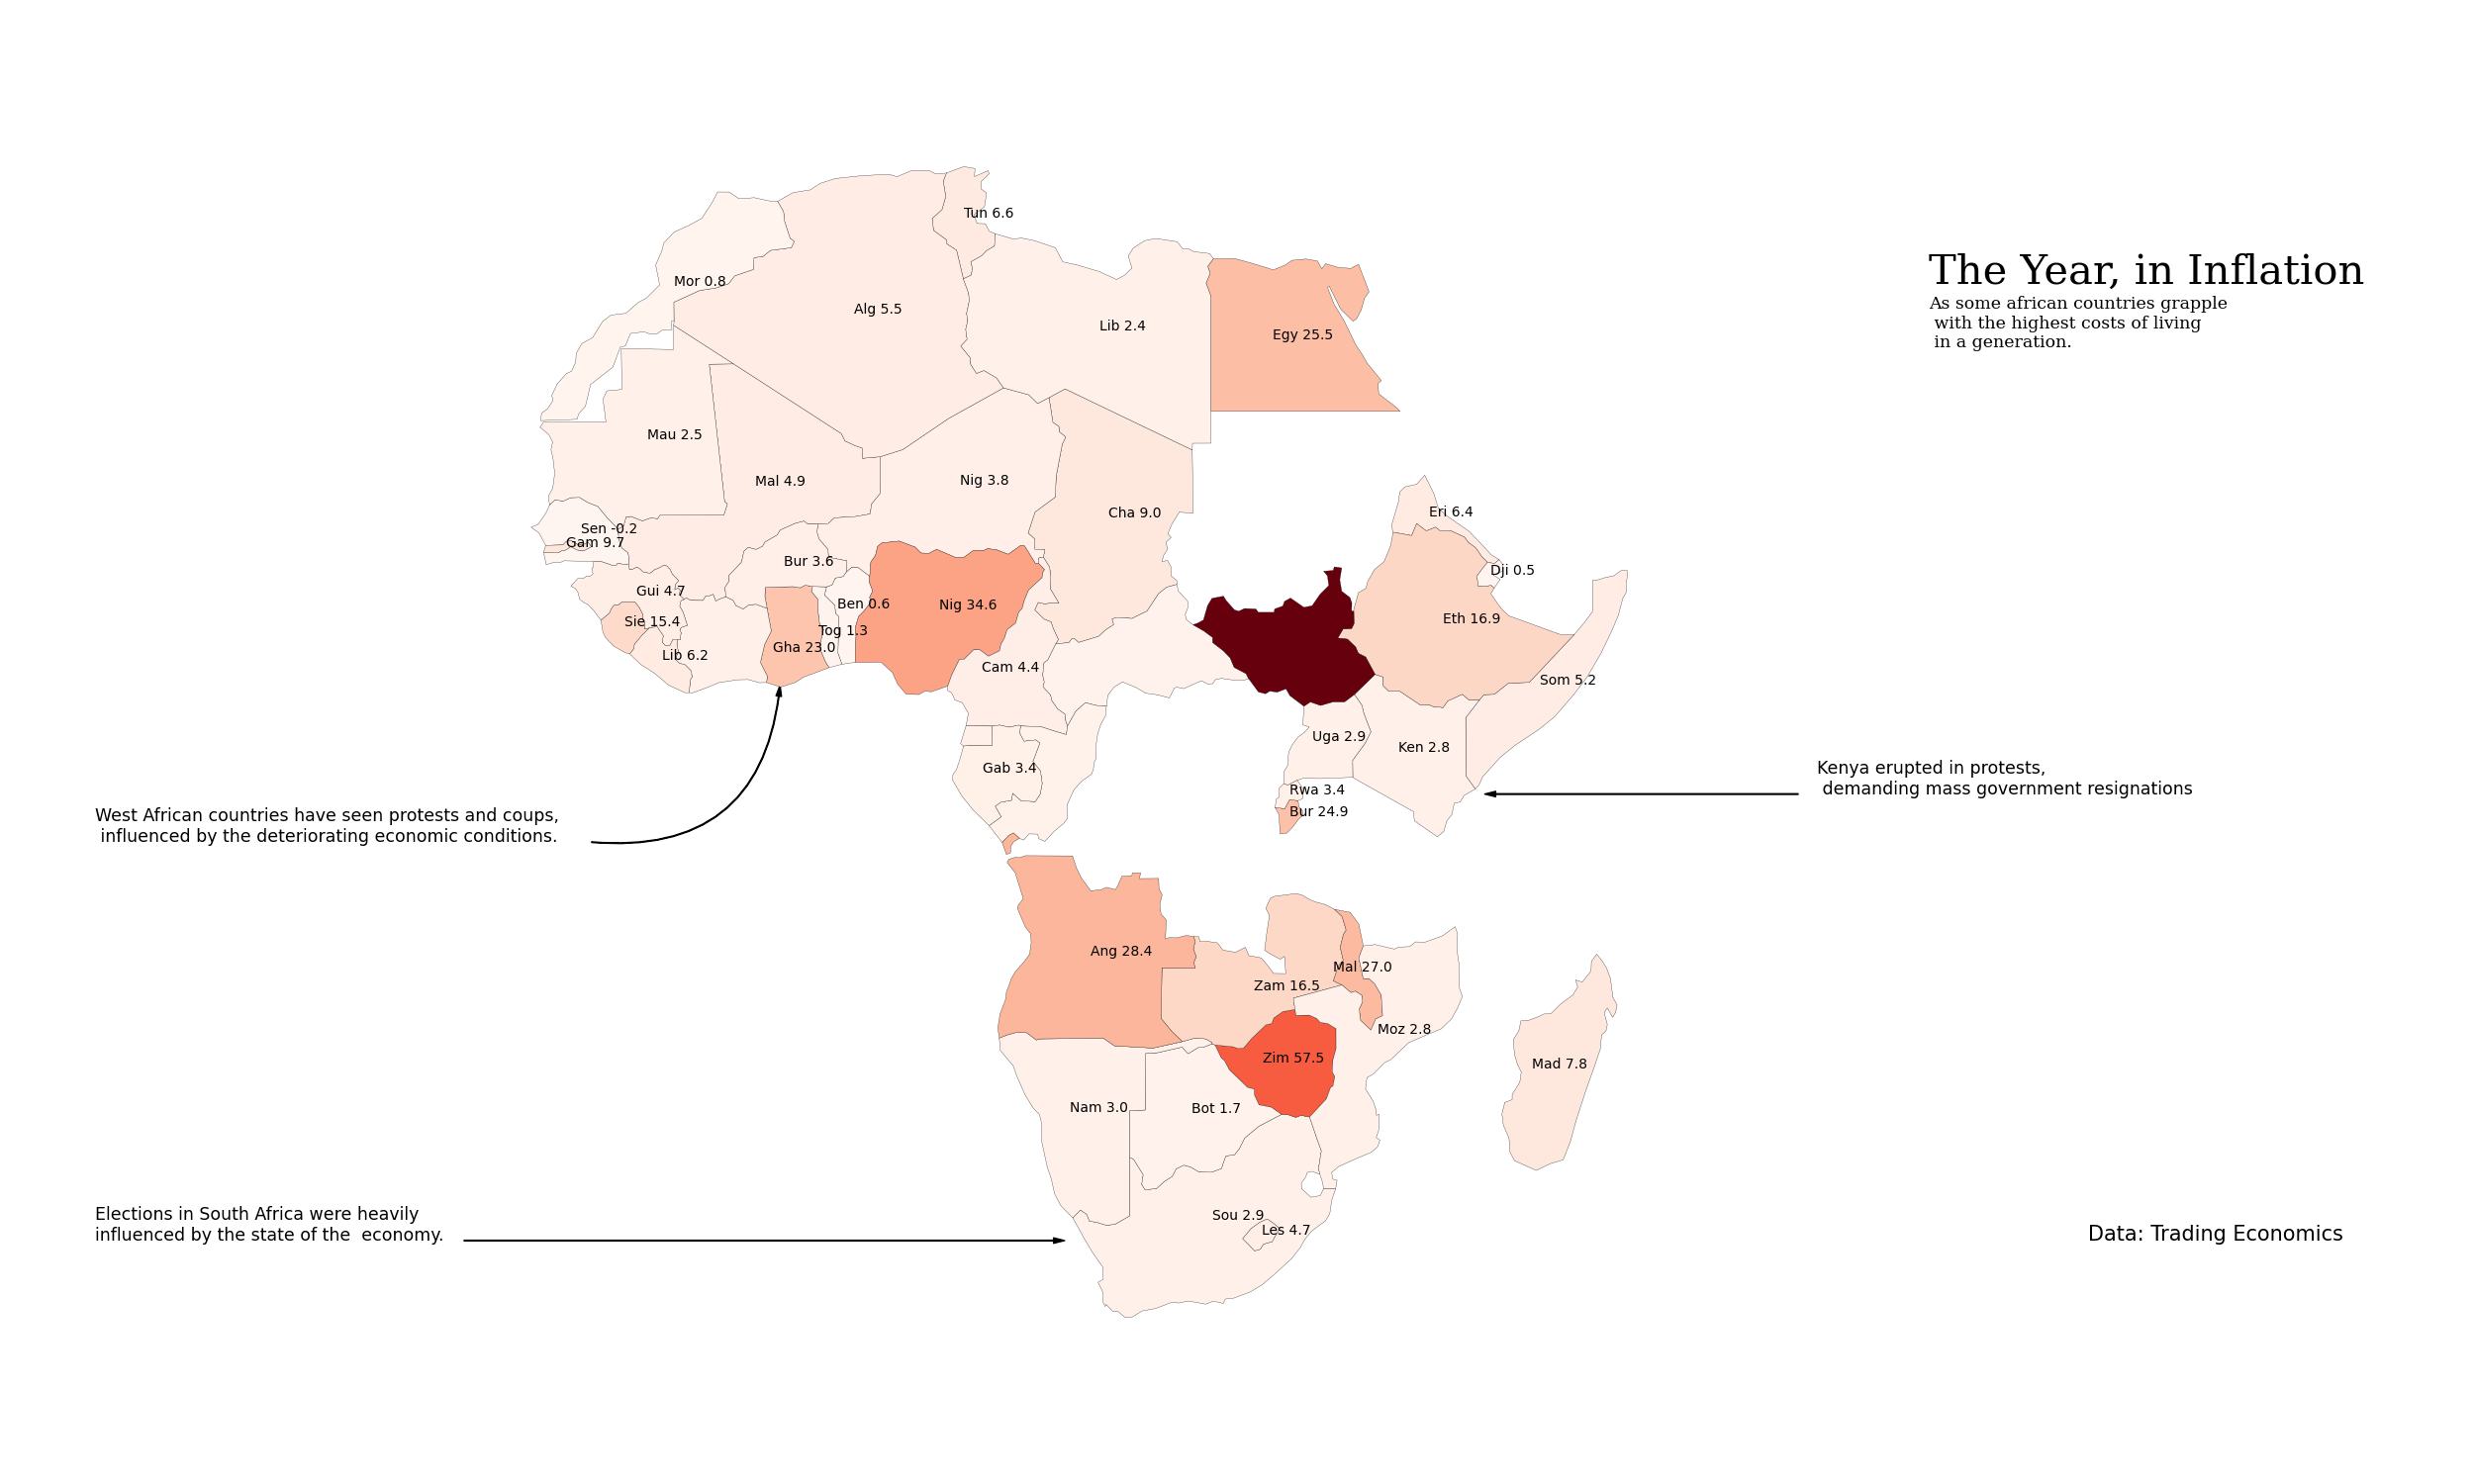 The Year, in Inflation
As some african countries grapple
with the highest costs of living
in a generation.
Tun 6.6
Mor 0.8
Alg 5.5
Lib 2.4
Egy 25.5
Mau 2.5
Mal 4.9
Nig 3.8
Cha 9.0
Eri 6.4
Sen -0.2
Gam 9.7
Bur 3.6
Dji 0.5
Gui 4.7
Ben 0.6
Nig 34.6
Eth 16.9
Sie 15.4
Tog 1.3
Gha 23.0
Lib 6.2
Cam 4.4
Som 5.2
Uga 2.9
Ken 2.8
Gab 3.4
Rwa 3.4
Bur 24.9
Kenya erupted in protests,
demanding mass government resignations
West African countries have seen protests and coups,
influenced by the deteriorating economic conditions.
Ang 28.4
Mal 27.0
Zam 16.5
Moz 2.8
Zim 57.5
Mad 7.8
Nam 3.0
Bot 1.7
Sou 2.9
Les 4.7
Elections in South Africa were heavily
influenced by the state of the  economy.
Data: Trading Economics